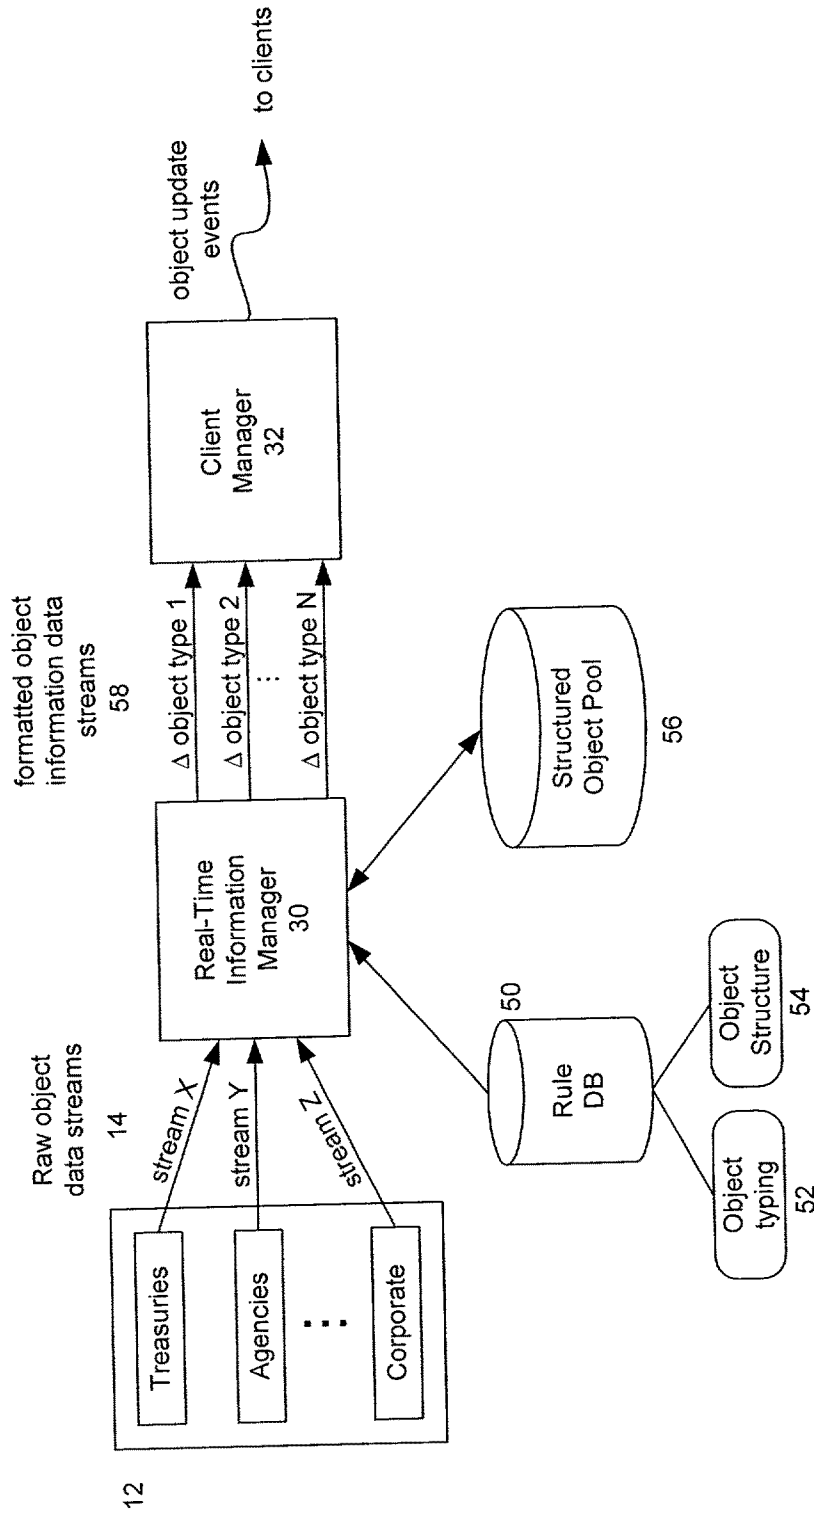 12
Treasuries
Agencies
Corporate
Raw object
data streams
14
stream X
stream Y
stream Z
Real-Time
Information
Manager
30
formatted object
information data
streams
58
Δ object type 1
Δ object type 2
⋮
Δ object type N
Client
Manager
32
object update
events
to clients
Rule
DB
50
Object
typing
52
Object
Structure
54
Structured
Object Pool
56